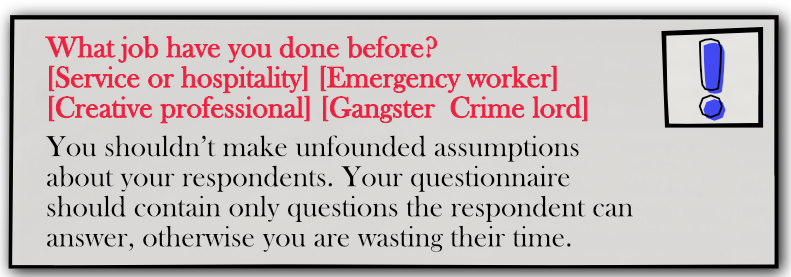 What job have you done before?
[Service or hospitality] [Emergency worker]
[Creative professional] [Gangster  Crime lord]
You shouldn’t make unfounded assumptions
about your respondents. Your questionnaire
should contain only questions the respondent can
answer, otherwise you are wasting their time.
!